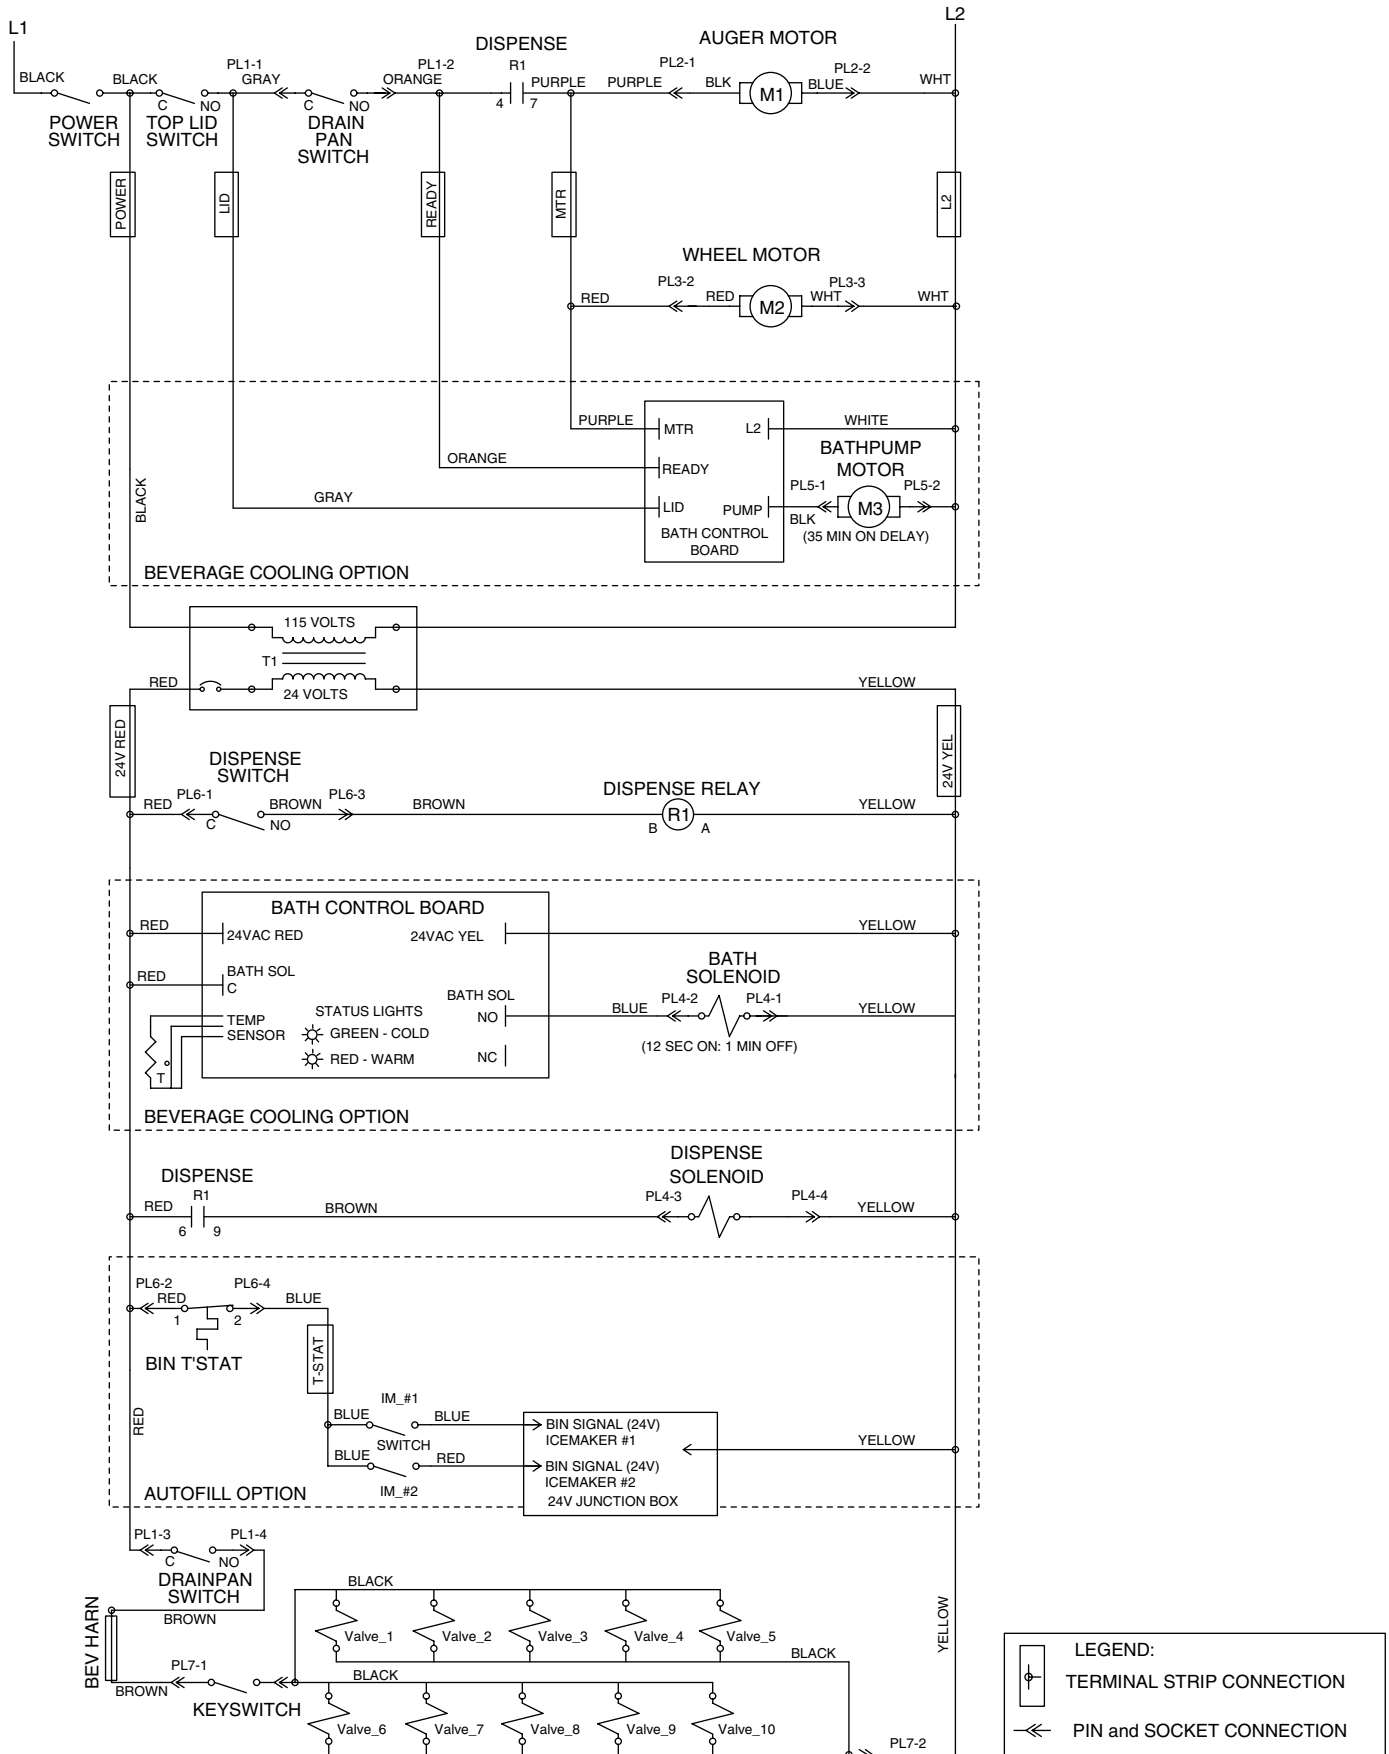 L1
L2
BLACK
BLACK
PL1-1
GRAY
PL1-2
ORANGE
DISPENSE
R1
4
7
PURPLE
PURPLE
AUGER MOTOR
PL2-1
BLK
M1
BLUE
PL2-2
WHT
C
NO
C
NO
POWER
SWITCH
TOP LID
SWITCH
DRAIN
PAN
SWITCH
POWER
LID
READY
MTR
L2
WHEEL MOTOR
RED
PL3-2
RED
M2
WHT
PL3-3
WHT
PURPLE
MTR
L2
WHITE
ORANGE
READY
BATHPUMP
MOTOR
BLACK
GRAY
LID
PUMP
PL5-1
BLK
M3
PL5-2
BATH CONTROL
BOARD
(35 MIN ON DELAY)
BEVERAGE COOLING OPTION
115 VOLTS
T1
24 VOLTS
RED
YELLOW
24V RED
24V YEL
DISPENSE
SWITCH
RED
PL6-1
C
NO
BROWN
PL6-3
BROWN
DISPENSE RELAY
B
R1
A
YELLOW
BATH CONTROL BOARD
RED
24VAC RED
24VAC YEL
YELLOW
RED
BATH SOL
C
BATH
SOLENOID
BATH SOL
NO
BLUE
PL4-2
PL4-1
YELLOW
TEMP
SENSOR
STATUS LIGHTS
GREEN - COLD
RED - WARM
NC
(12 SEC ON: 1 MIN OFF)
T
BEVERAGE COOLING OPTION
DISPENSE
R1
RED
6
9
BROWN
DISPENSE
SOLENOID
PL4-3
PL4-4
YELLOW
PL6-2
RED
1
2
PL6-4
BLUE
BIN T'STAT
T-STAT
RED
IM_#1
BLUE
BLUE
SWITCH
BLUE
RED
IM_#2
BIN SIGNAL (24V)
ICEMAKER #1
BIN SIGNAL (24V)
ICEMAKER #2
24V JUNCTION BOX
YELLOW
AUTOFILL OPTION
PL1-3
PL1-4
C
NO
DRAINPAN
SWITCH
BROWN
BEV HARN
BLACK
Valve_1
Valve_2
Valve_3
Valve_4
Valve_5
BLACK
YELLOW
BROWN
PL7-1
KEYSWITCH
BLACK
Valve_6
Valve_7
Valve_8
Valve_9
Valve_10
PL7-2
LEGEND:
TERMINAL STRIP CONNECTION
PIN and SOCKET CONNECTION